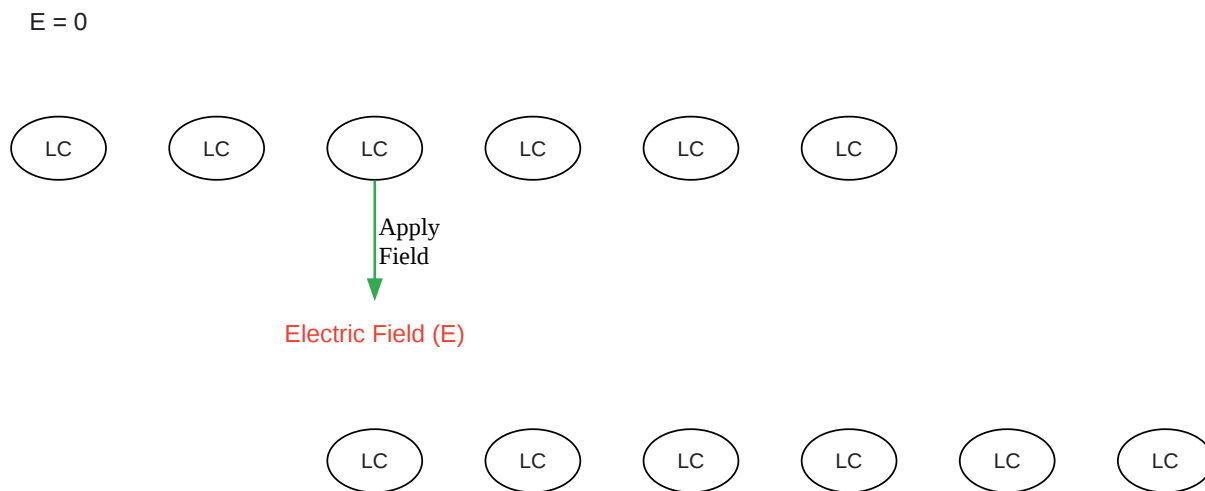 E = 0
LC LC LC LC LC LC
Apply
Field
Electric Field (E)
LC LC LC LC LC LC